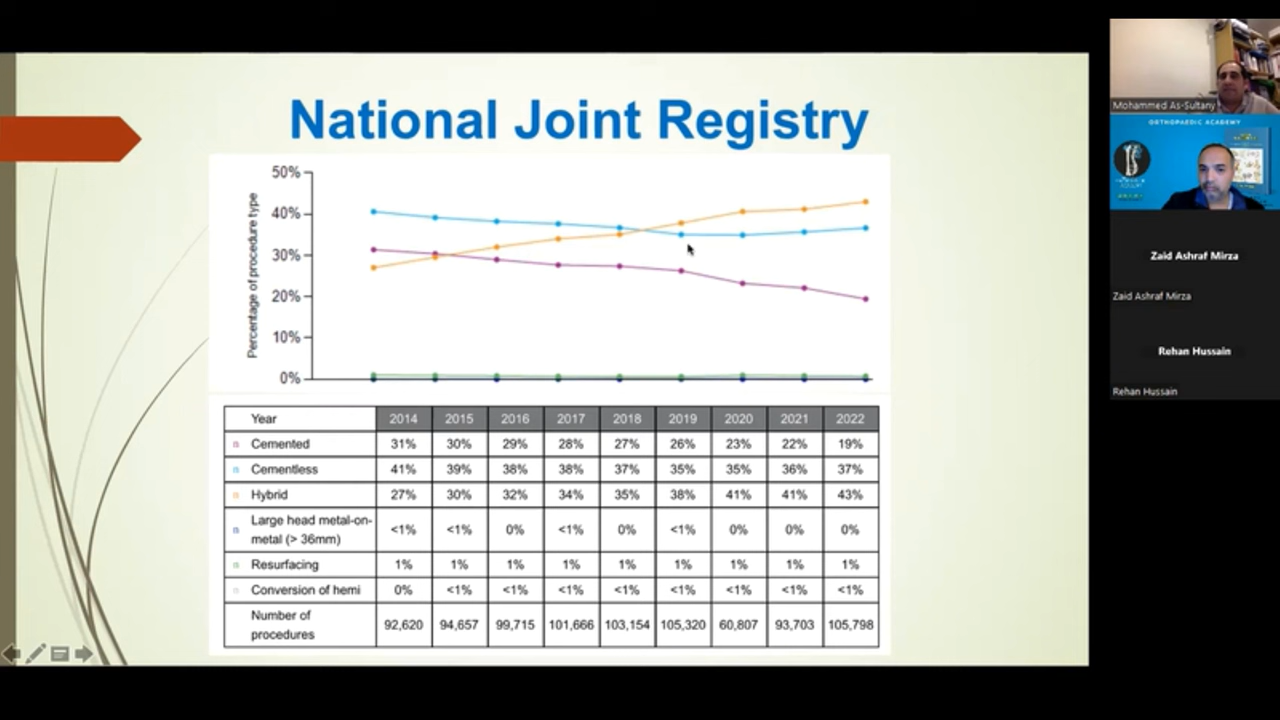 National Joint Registry
50%
40%
30%
20%
10%
0%
Percentage of procedure type
Year 2014 2015 2016 2017 2018 2019 2020 2021 2022
Cemented 31% 30% 29% 28% 27% 26% 23% 22% 19%
Cementless 41% 39% 38% 38% 37% 35% 35% 36% 37%
Hybrid 27% 30% 32% 34% 35% 38% 41% 41% 43%
Large head metal-on-
metal (> 36mm) <1% <1% 0% <1% 0% <1% 0% 0% 0%
Resurfacing 1% 1% 1% 1% 1% 1% 1% 1% 1%
Conversion of hemi 0% <1% <1% <1% <1% <1% <1% <1% <1%
Number of
procedures 92,620 94,657 99,715 101,666 103,154 105,320 60,807 93,703 105,798
Mohammed As-Sultany
ORTHOPAEDIC ACADEMY
Zaid Ashraf Mirza
Zaid Ashraf Mirza
Rehan Hussain
Rehan Hussain